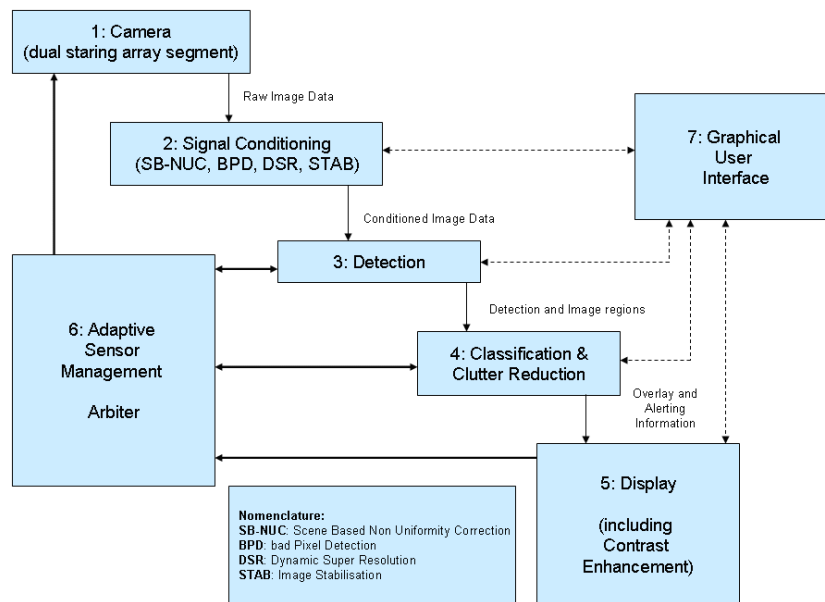 1: Camera
(dual staring array segment)
Raw Image Data
2: Signal Conditioning
(SB-NUC, BPD, DSR, STAB)
7: Graphical
User
Interface
Conditioned Image Data
3: Detection
Detection and Image regions
6: Adaptive
Sensor
Management
Arbiter
4: Classification &
Clutter Reduction
Overlay and
Alerting
Information
5: Display
(including
Contrast
Enhancement)
Nomenclature:
SB-NUC: Scene Based Non Uniformity Correction
BPD: bad Pixel Detection
DSR: Dynamic Super Resolution
STAB: Image Stabilisation